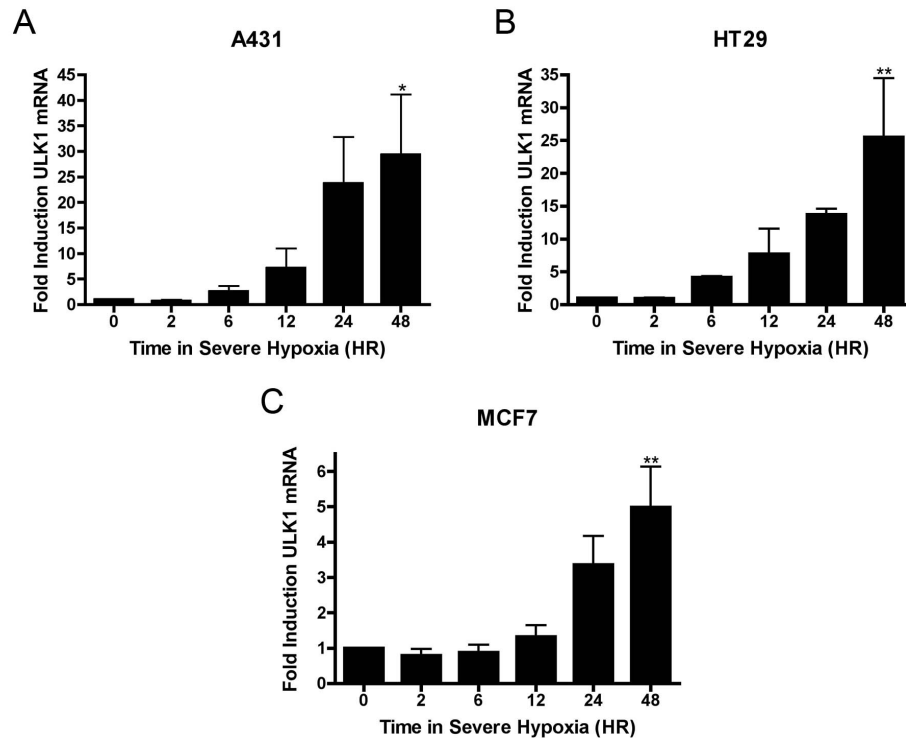 A
A431
Fold Induction ULK1 mRNA
45
40
35
30
25
20
15
10
5
0
*
0 2 6 12 24 48
Time in Severe Hypoxia (HR)
B
HT29
Fold Induction ULK1 mRNA
35
30
25
20
15
10
5
0
**
0 2 6 12 24 48
Time in Severe Hypoxia (HR)
C
MCF7
Fold Induction ULK1 mRNA
6
5
4
3
2
1
0
**
0 2 6 12 24 48
Time in Severe Hypoxia (HR)